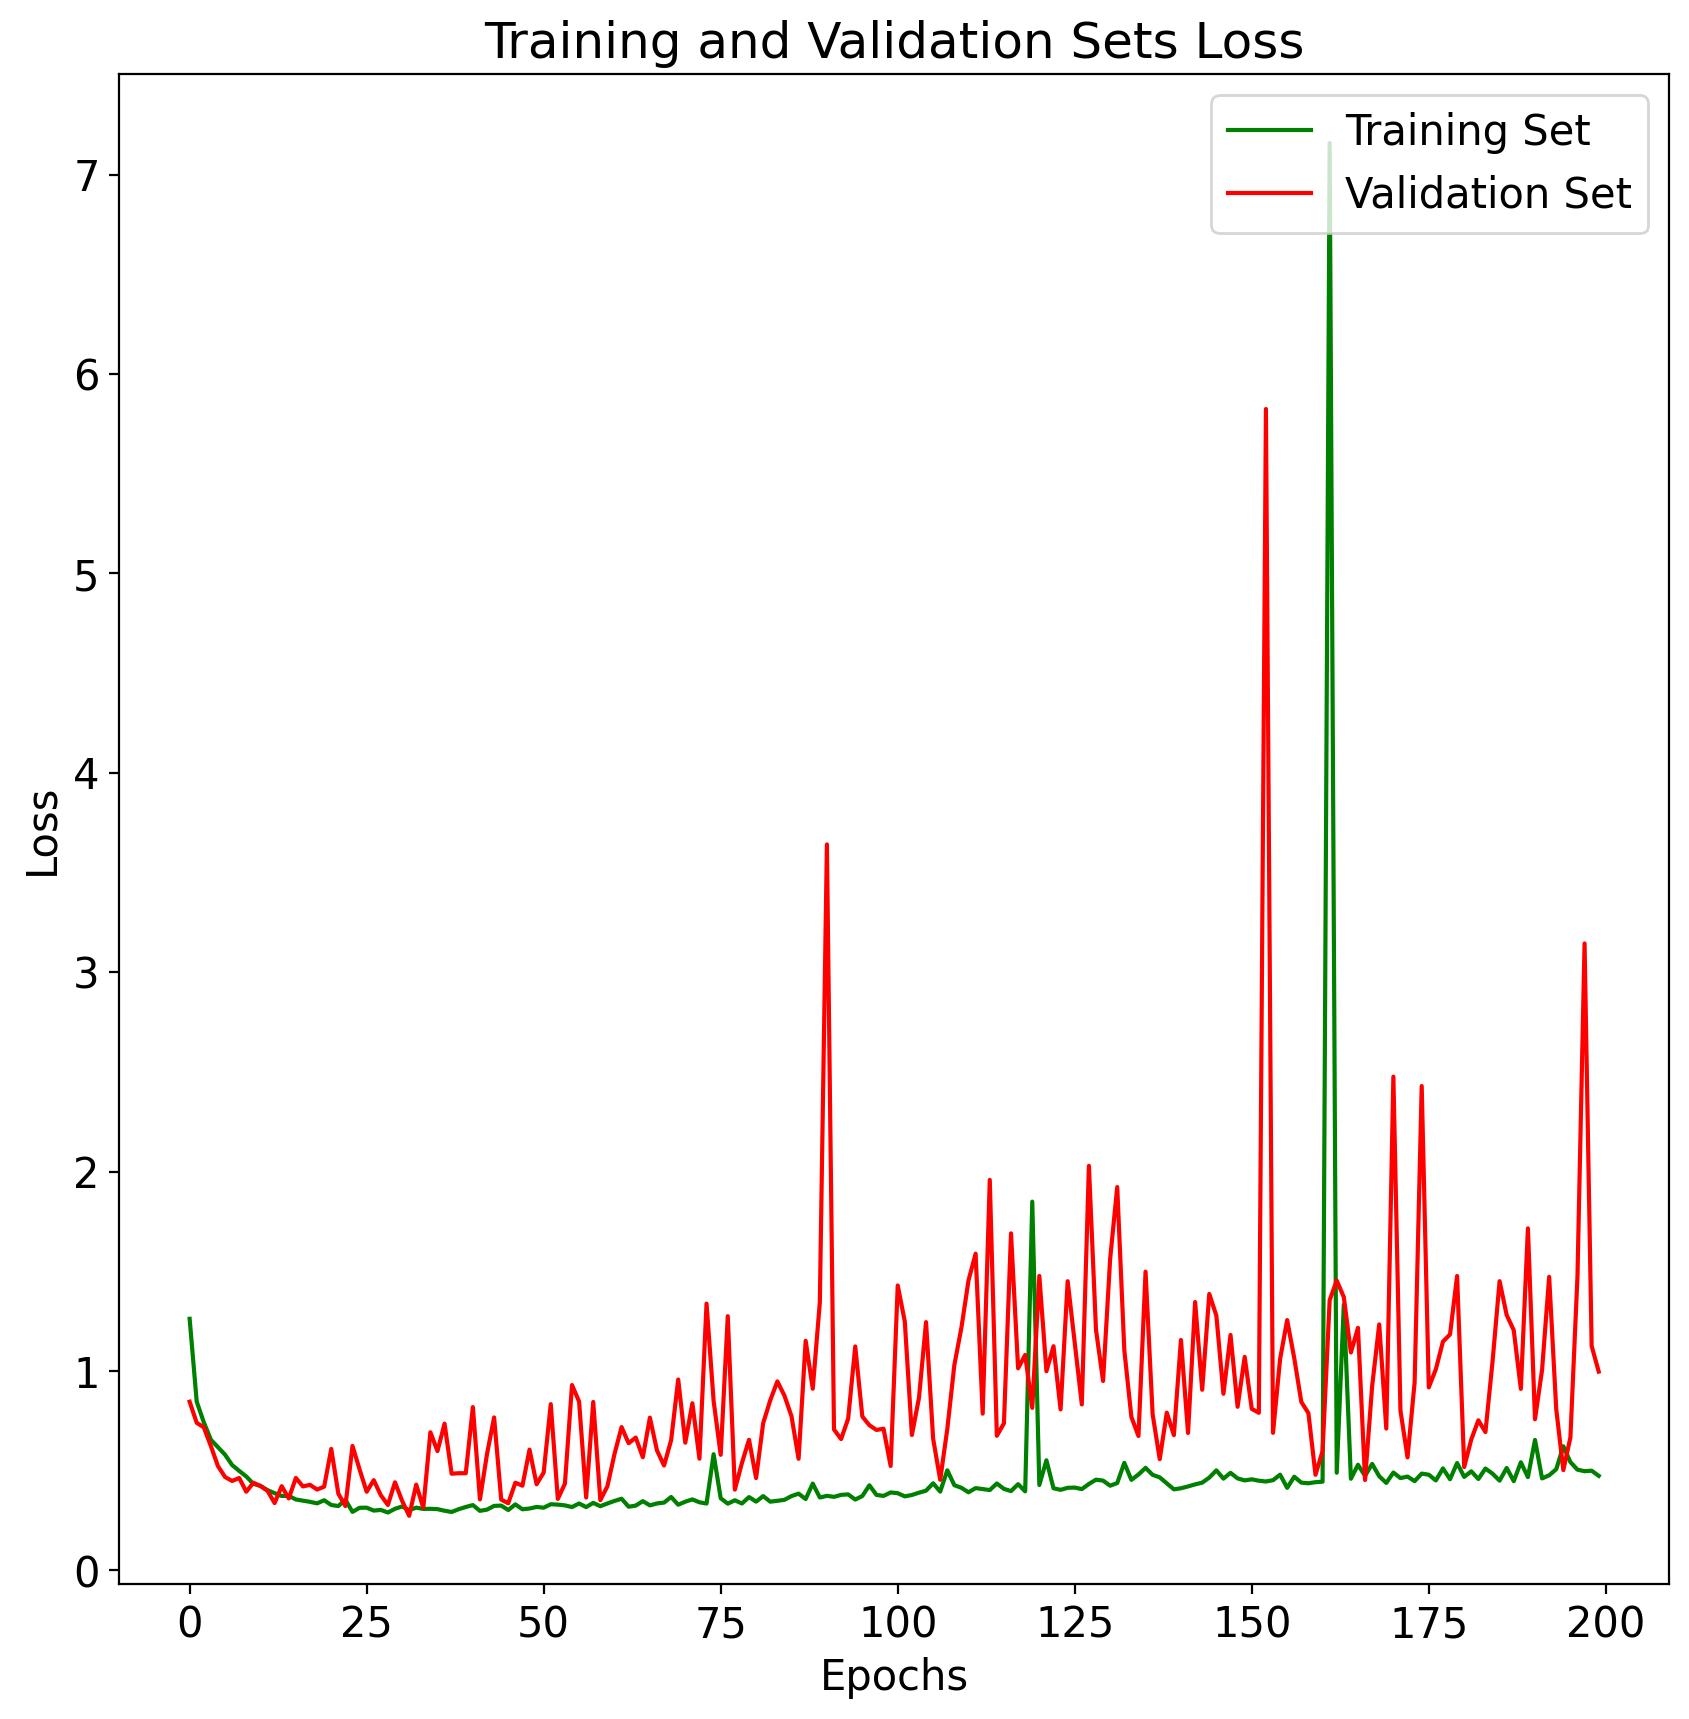 Training and Validation Sets Loss
Training Set
Validation Set
7
6
5
4
3
2
1
0
Loss
0 25 50 75 100 125 150 175 200
Epochs